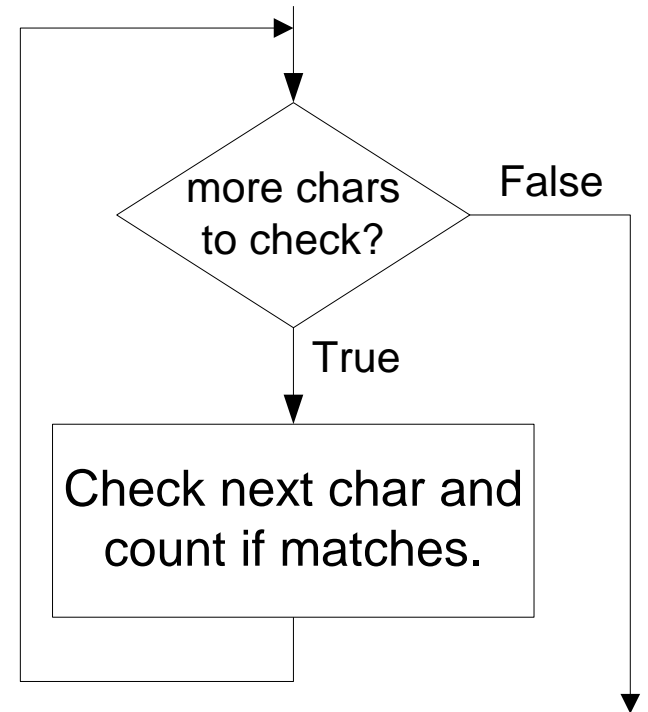 more chars
to check?
False
True
Check next char and
count if matches.